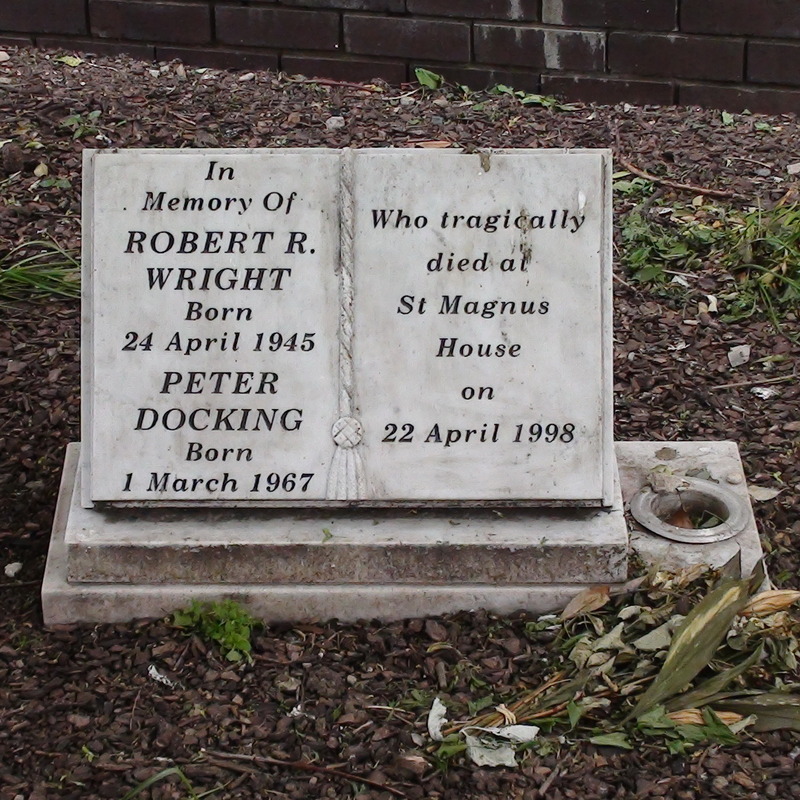 In
Memory Of
ROBERT R.
WRIGHT
Born
24 April 1945
PETER
DOCKING
Born
1 March 1967
Who tragically
died at
St Magnus
House
on
22 April 1998